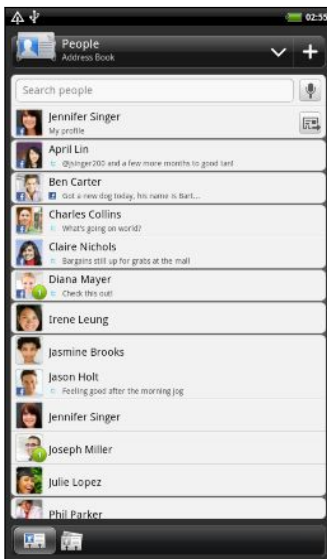 02:55
People
Address Book
Search people
Jennifer Singer
My profile
April Lin
@jsinger200 and a few more months to good tard
Ben Carter
Got a new dog today, his name is Bart...
Charles Collins
What's going on world?
Claire Nichols
Bargains still up for grabs at the mall
Diana Mayer
Check this out!
Irene Leung
Jasmine Brooks
Jason Holt
Feeling good after the morning jog
Jennifer Singer
Joseph Miller
Julie Lopez
Phil Parker